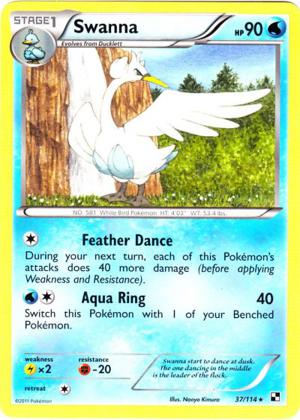 STAGE1
Swanna
HP 90
Evolves from Ducklett
NO. 581 White Bird Pokémon HT: 4'03" WT: 53.4 lbs.
Feather Dance
During your next turn, each of this Pokémon's
attacks does 40 more damage (before applying
Weakness and Resistance).
Aqua Ring 40
Switch this Pokémon with 1 of your Benched
Pokémon.
weakness
×2
resistance
-20
retreat
Swanna start to dance at dusk.
The one dancing in the middle
is the leader of the flock.
©2011 Pokémon
Illus. Naoyo Kimura
37/114 ★